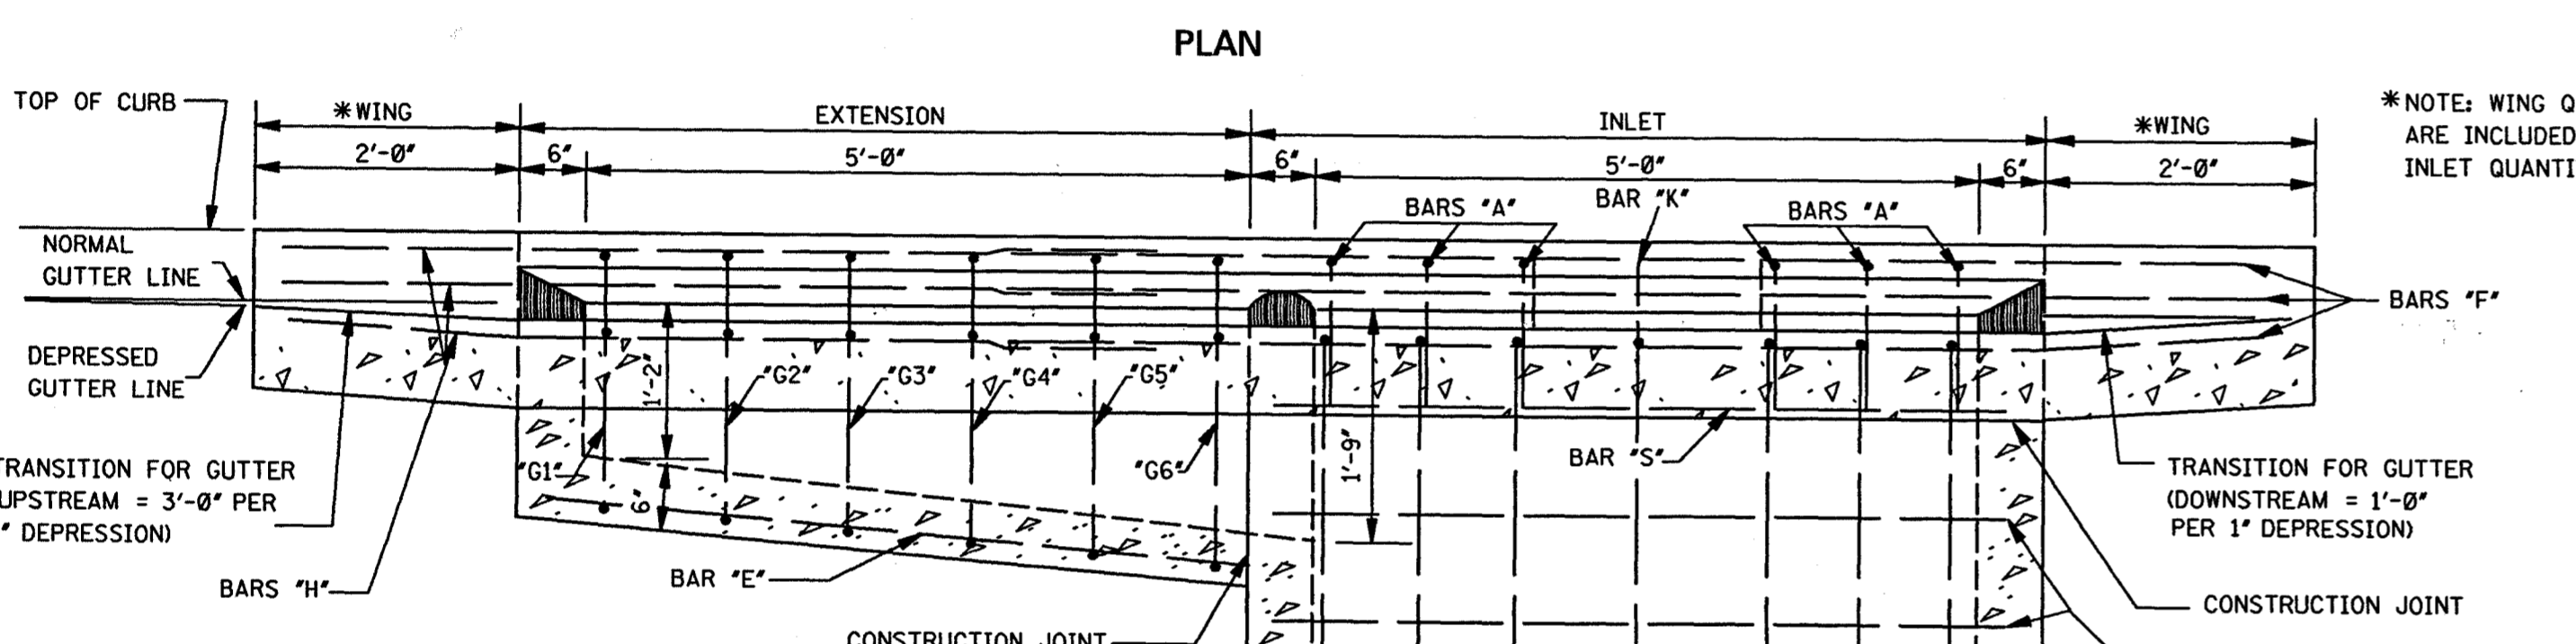 PLAN
TOP OF CURB
*WING
EXTENSION
INLET
*WING
*NOTE: WING Q
ARE INCLUDED
INLET QUANTI
2'-0"
6"
5'-0"
6"
5'-0"
6"
2'-0"
BARS "A"
BAR "K"
BARS "A"
NORMAL
GUTTER LINE
BARS "F"
DEPRESSED
GUTTER LINE
1'-2"
"G2"
"G3"
"G4"
"G5"
"G1"
"G6"
6"
1'-9"
BAR "S"
TRANSITION FOR GUTTER
UPSTREAM = 3'-0" PER
" DEPRESSION)
TRANSITION FOR GUTTER
(DOWNSTREAM = 1'-0"
PER 1" DEPRESSION)
BARS "H"
BAR "E"
CONSTRUCTION JOINT
CONSTRUCTION JOINT